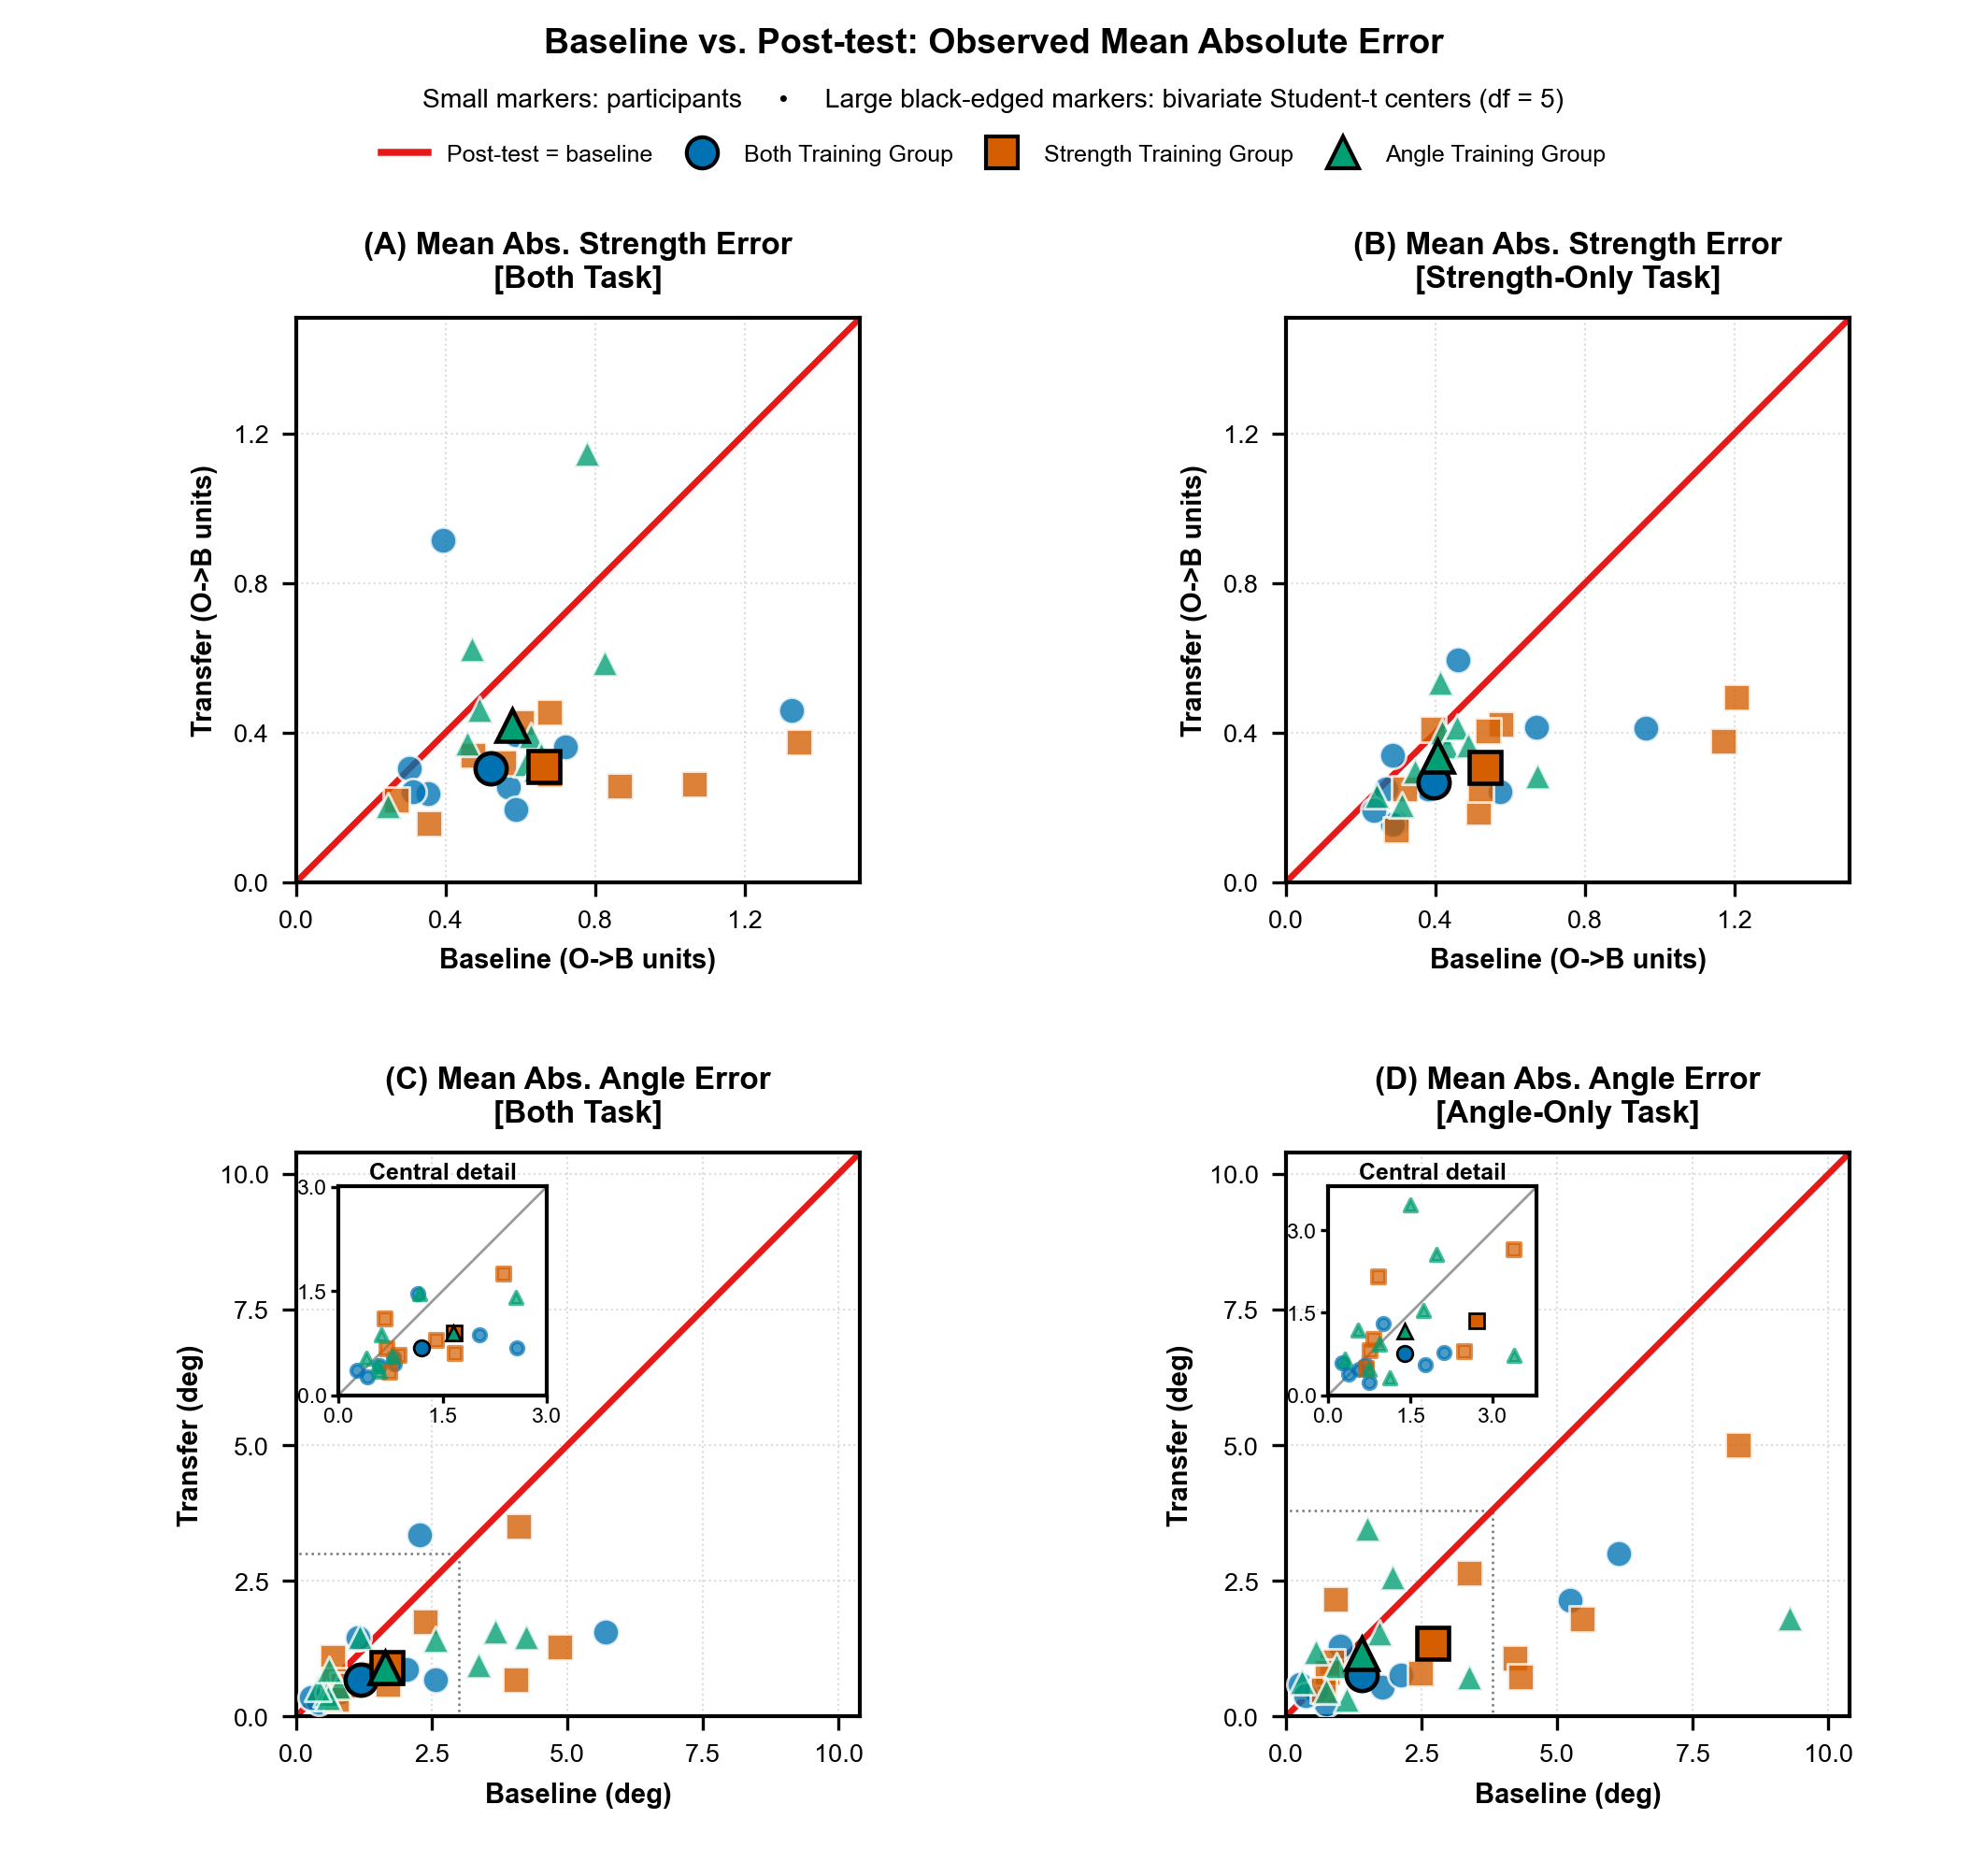 Baseline vs. Post-test: Observed Mean Absolute Error
Small markers: participants • Large black-edged markers: bivariate Student-t centers (df = 5)
Post-test = baseline Both Training Group Strength Training Group Angle Training Group
(A) Mean Abs. Strength Error
[Both Task]
1.2
0.8
0.4
0.0
Transfer (O->B units)
0.0 0.4 0.8 1.2
Baseline (O->B units)
(B) Mean Abs. Strength Error
[Strength-Only Task]
1.2
0.8
0.4
0.0
Transfer (O->B units)
0.0 0.4 0.8 1.2
Baseline (O->B units)
(C) Mean Abs. Angle Error
[Both Task]
10.0
7.5
5.0
2.5
0.0
Transfer (deg)
Central detail
3.0
1.5
0.0
0.0 1.5 3.0
0.0 2.5 5.0 7.5 10.0
Baseline (deg)
(D) Mean Abs. Angle Error
[Angle-Only Task]
10.0
7.5
5.0
2.5
0.0
Transfer (deg)
Central detail
3.0
1.5
0.0
0.0 1.5 3.0
0.0 2.5 5.0 7.5 10.0
Baseline (deg)